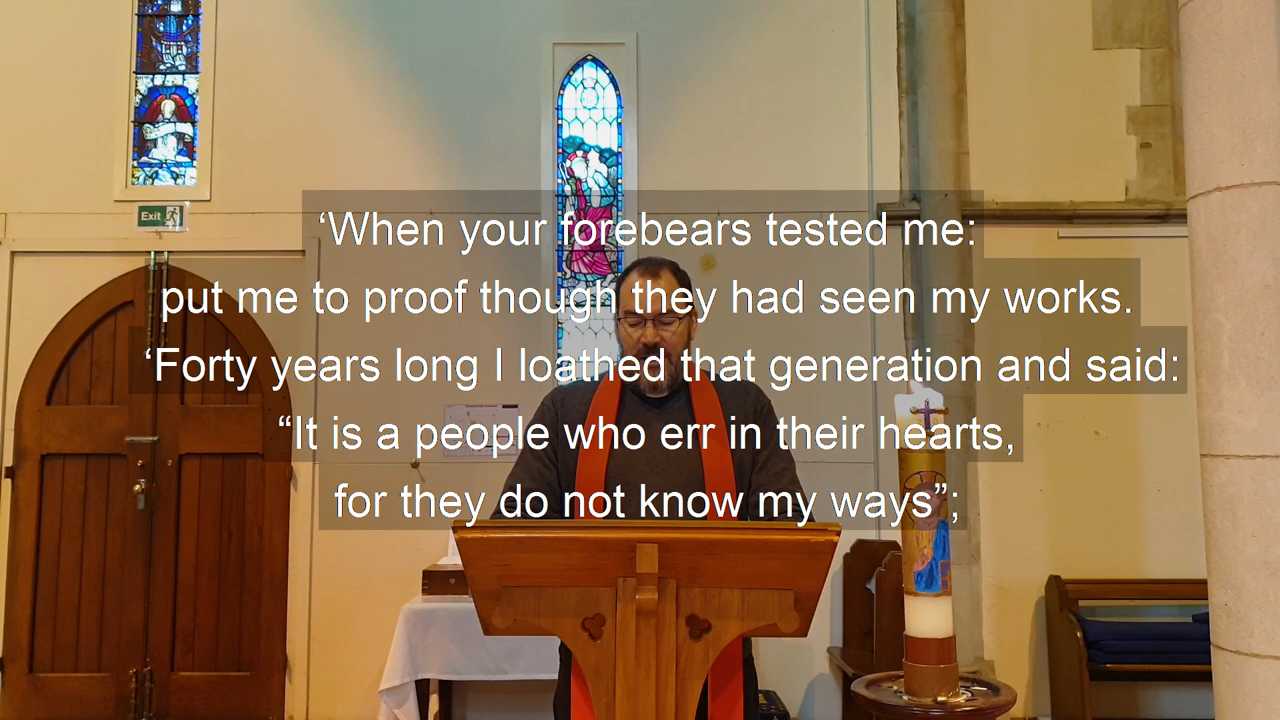 Exit
‘When your forebears tested me:
put me to proof though they had seen my works.
‘Forty years long I loathed that generation and said:
“It is a people who err in their hearts,
for they do not know my ways”;